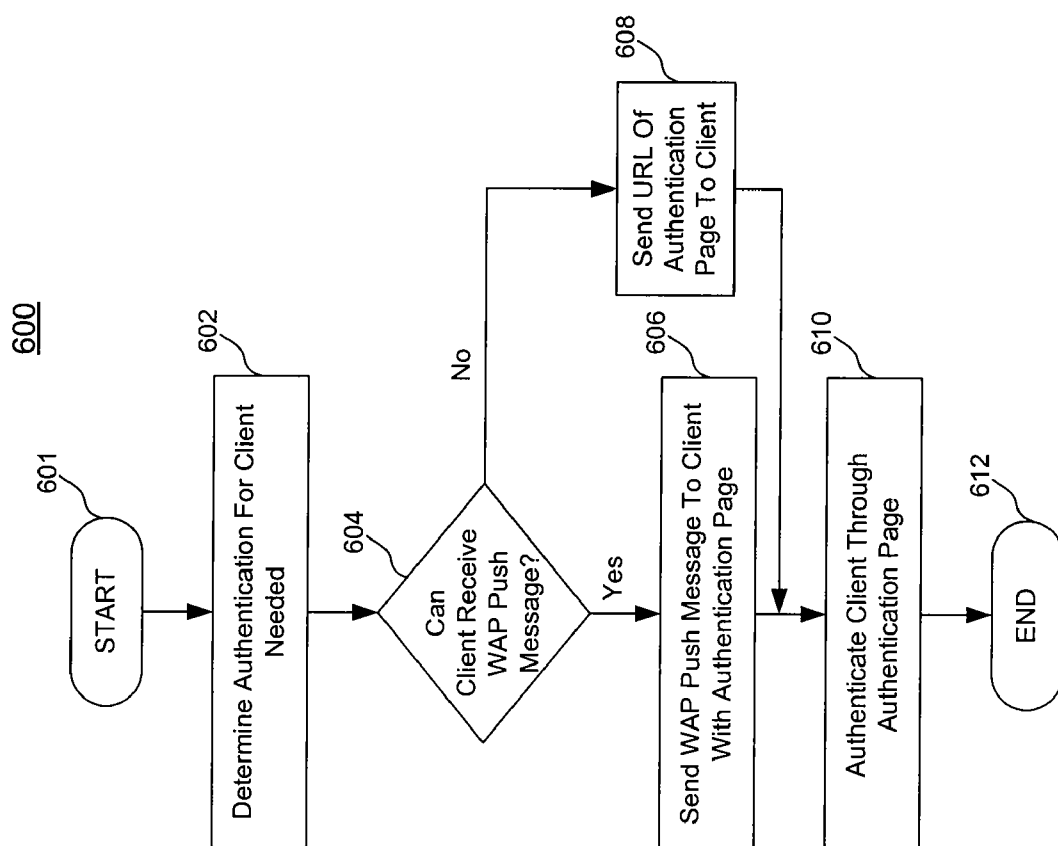 600
601
START
602
Determine Authentication For Client
Needed
604
Can
Client Receive
WAP Push
Message?
No
Yes
608
Send URL Of
Authentication
Page To Client
606
Send WAP Push Message To Client
With Authentication Page
610
Authenticate Client Through
Authentication Page
612
END